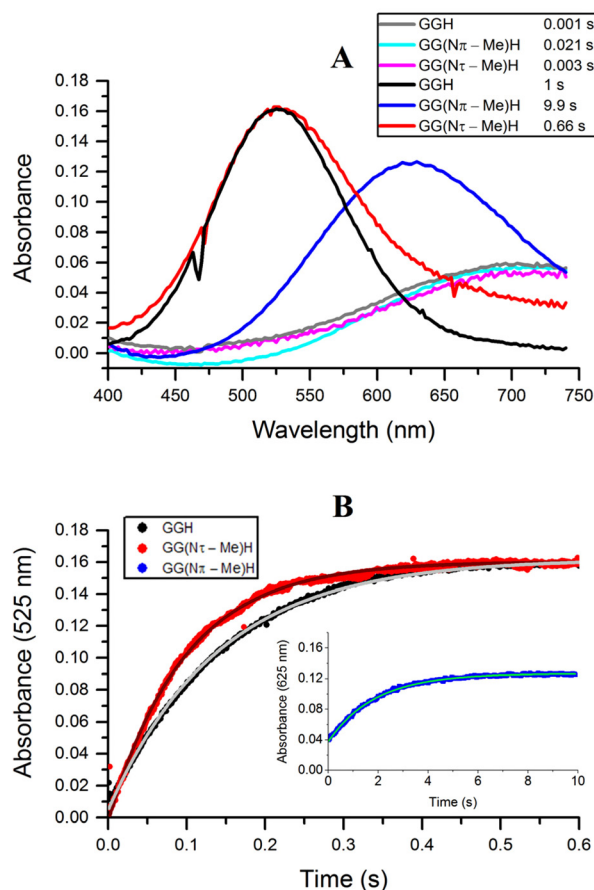 A
GGH 0.001 s
GG(Nπ – Me)H 0.021 s
GG(Nτ – Me)H 0.003 s
GGH 1 s
GG(Nπ – Me)H 9.9 s
GG(Nτ – Me)H 0.66 s
0.18
0.16
0.14
0.12
0.10
0.08
0.06
0.04
0.02
0.00
Absorbance
400 450 500 550 600 650 700 750
Wavelength (nm)
B
GGH
GG(Nτ – Me)H
GG(Nπ – Me)H
0.18
0.16
0.14
0.12
0.10
0.08
0.06
0.04
0.02
0.00
Absorbance (525 nm)
0.16
0.12
0.08
0.04
0.00
Absorbance (625 nm)
0 2 4 6 8 10
Time (s)
0.0 0.1 0.2 0.3 0.4 0.5 0.6
Time (s)